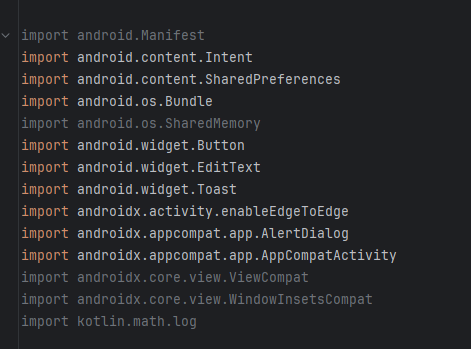 import android.Manifest
import android.content.Intent
import android.content.SharedPreferences
import android.os.Bundle
import android.os.SharedMemory
import android.widget.Button
import android.widget.EditText
import android.widget.Toast
import androidx.activity.enableEdgeToEdge
import androidx.appcompat.app.AlertDialog
import androidx.appcompat.app.AppCompatActivity
import androidx.core.view.ViewCompat
import androidx.core.view.WindowInsetsCompat
import kotlin.math.log